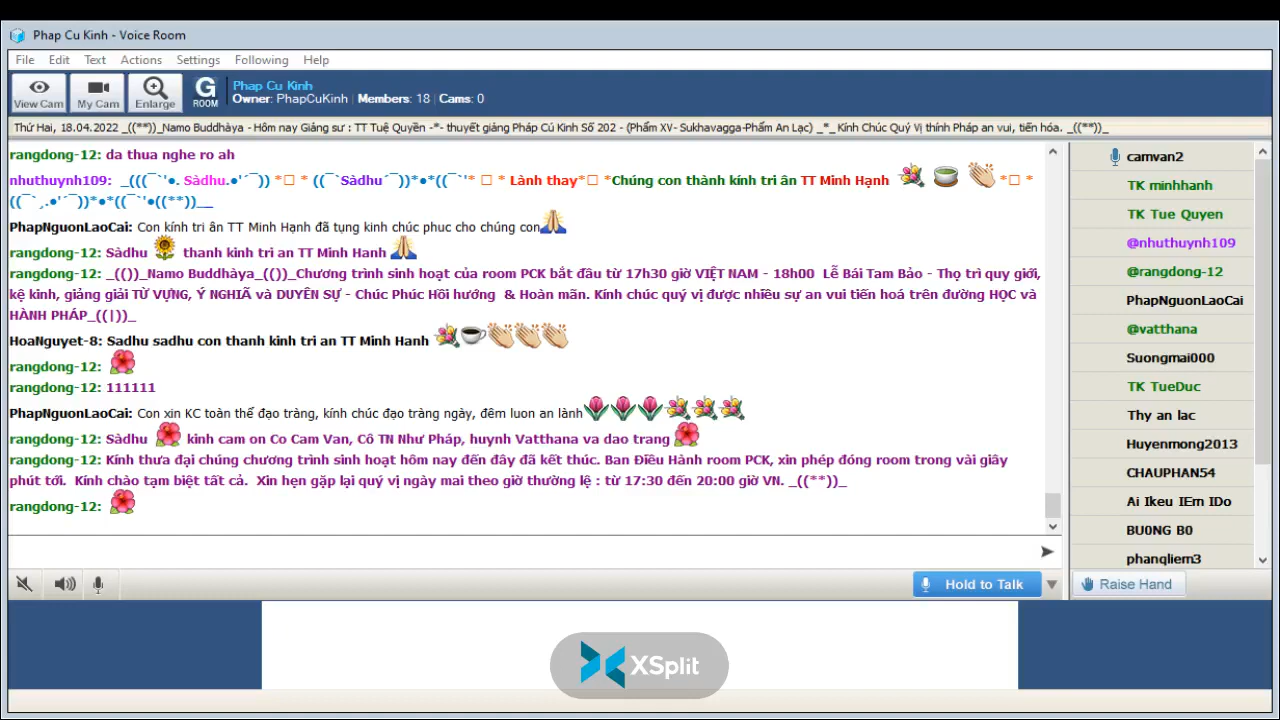 Phap Cu Kinh - Voice Room
File Edit Text Actions Settings Following Help
View Cam
My Cam
Enlarge
G ROOM
Phap Cu Kinh
Owner: PhapCuKinh | Members: 18 | Cams: 0
Thứ Hai, 18.04.2022 _((**))_Namo Buddhàya - Hôm nay Giảng sư : TT Tuệ Quyền -*- thuyết giảng Pháp Cú Kinh Số 202 - (Phẩm XV- Sukhavagga-Phẩm An Lạc) _*_ Kính Chúc Quý Vị thính Pháp an vui, tiến hóa. _((**))_
rangdong-12: da thua nghe ro ah
nhuthuynh109: _(((¯`'•. Sàdhu.•'´¯)) *□ * ((¯`Sàdhu´¯))*•*((¯`'* □ * Lành thay*□ *Chúng con thành kính tri ân TT Minh Hạnh *□ *
((¯`¸.•'´¯))*•*((¯`'•((**))__
PhapNguonLaoCai: Con kính tri ân TT Minh Hạnh đã tụng kinh chúc phuc cho chúng con
rangdong-12: Sàdhu thanh kinh tri an TT Minh Hanh
rangdong-12: _(())_Namo Buddhàya_(())_Chương trình sinh hoạt của room PCK bắt đầu từ 17h30 giờ VIỆT NAM - 18h00 Lễ Bái Tam Bảo - Thọ trì quy giới,
kệ kinh, giảng giải TỪ VỰNG, Ý NGHIÃ và DUYÊN SỰ - Chúc Phúc Hồi hướng & Hoàn mãn. Kính chúc quý vị được nhiều sự an vui tiến hoá trên đường HỌC và
HÀNH PHÁP_((|))_
HoaNguyet-8: Sadhu sadhu con thanh kinh tri an TT Minh Hanh
rangdong-12:
rangdong-12: 111111
PhapNguonLaoCai: Con xin KC toàn thể đạo tràng, kính chúc đạo tràng ngày, đêm luon an lành
rangdong-12: Sàdhu kinh cam on Co Cam Van, Cô TN Như Pháp, huynh Vatthana va dao trang
rangdong-12: Kính thưa đại chúng chương trình sinh hoạt hôm nay đến đây đã kết thúc. Ban Điều Hành room PCK, xin phép đóng room trong vài giây
phút tới. Kính chào tạm biệt tất cả. Xin hẹn gặp lại quý vị ngày mai theo giờ thường lệ : từ 17:30 đến 20:00 giờ VN. _((**))_
rangdong-12:
camvan2
TK minhhanh
TK Tue Quyen
@nhuthuynh109
@rangdong-12
PhapNguonLaoCai
@vatthana
Suongmai000
TK TueDuc
Thy an lac
Huyenmong2013
CHAUPHAN54
Ai Ikeu IEm IDo
BU0NG B0
phanqliem3
Hold to Talk
Raise Hand
XSplit